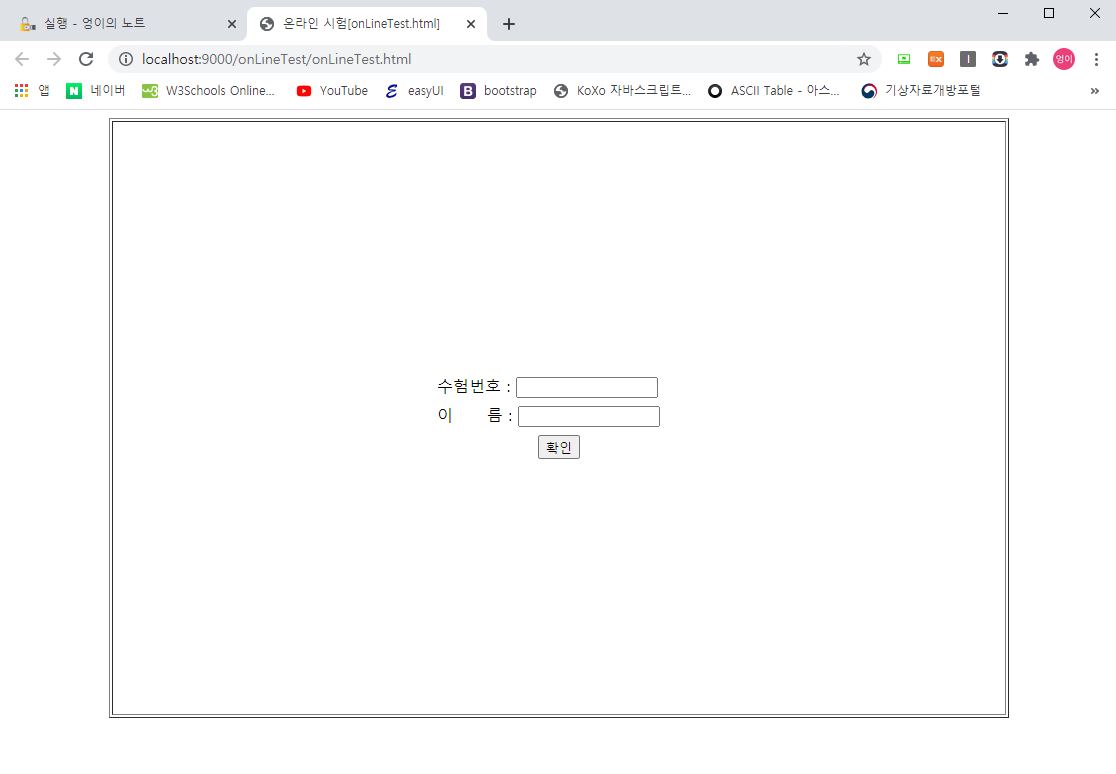 실행 - 엉이의 노트
온라인 시험[onLineTest.html]
localhost:9000/onLineTest/onLineTest.html
엉이
앱 네이버 W3Schools Online... YouTube easyUI bootstrap KoXo 자바스크립트... ASCII Table - 아스... 기상자료개방포털 »
수험번호 :
이 름 :
확인